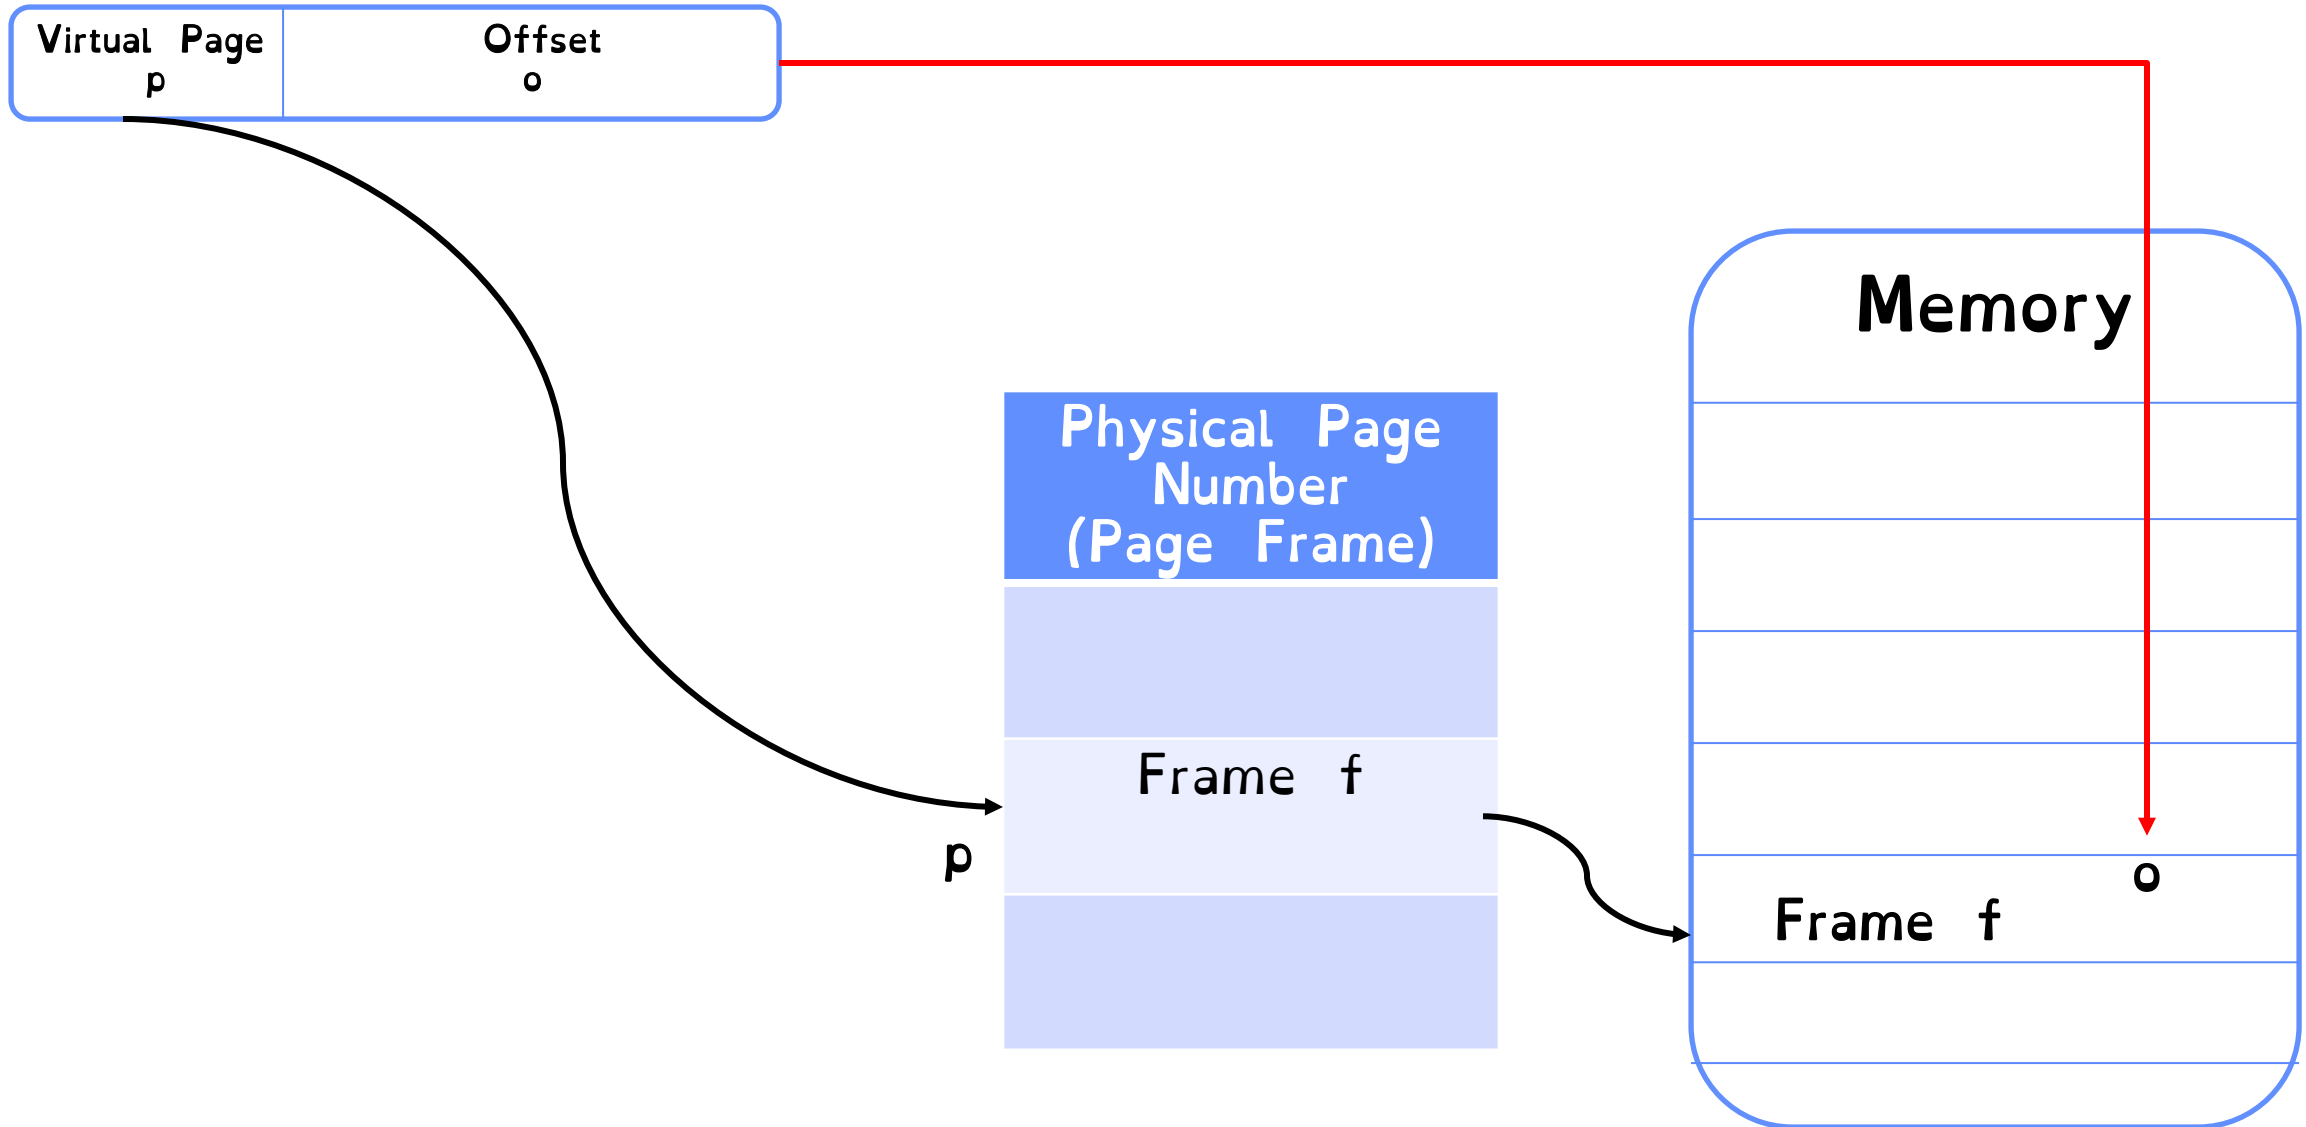 Virtual Page
p
Offset
o
Memory
Physical Page
Number
(Page Frame)
Frame f
p
o
Frame f